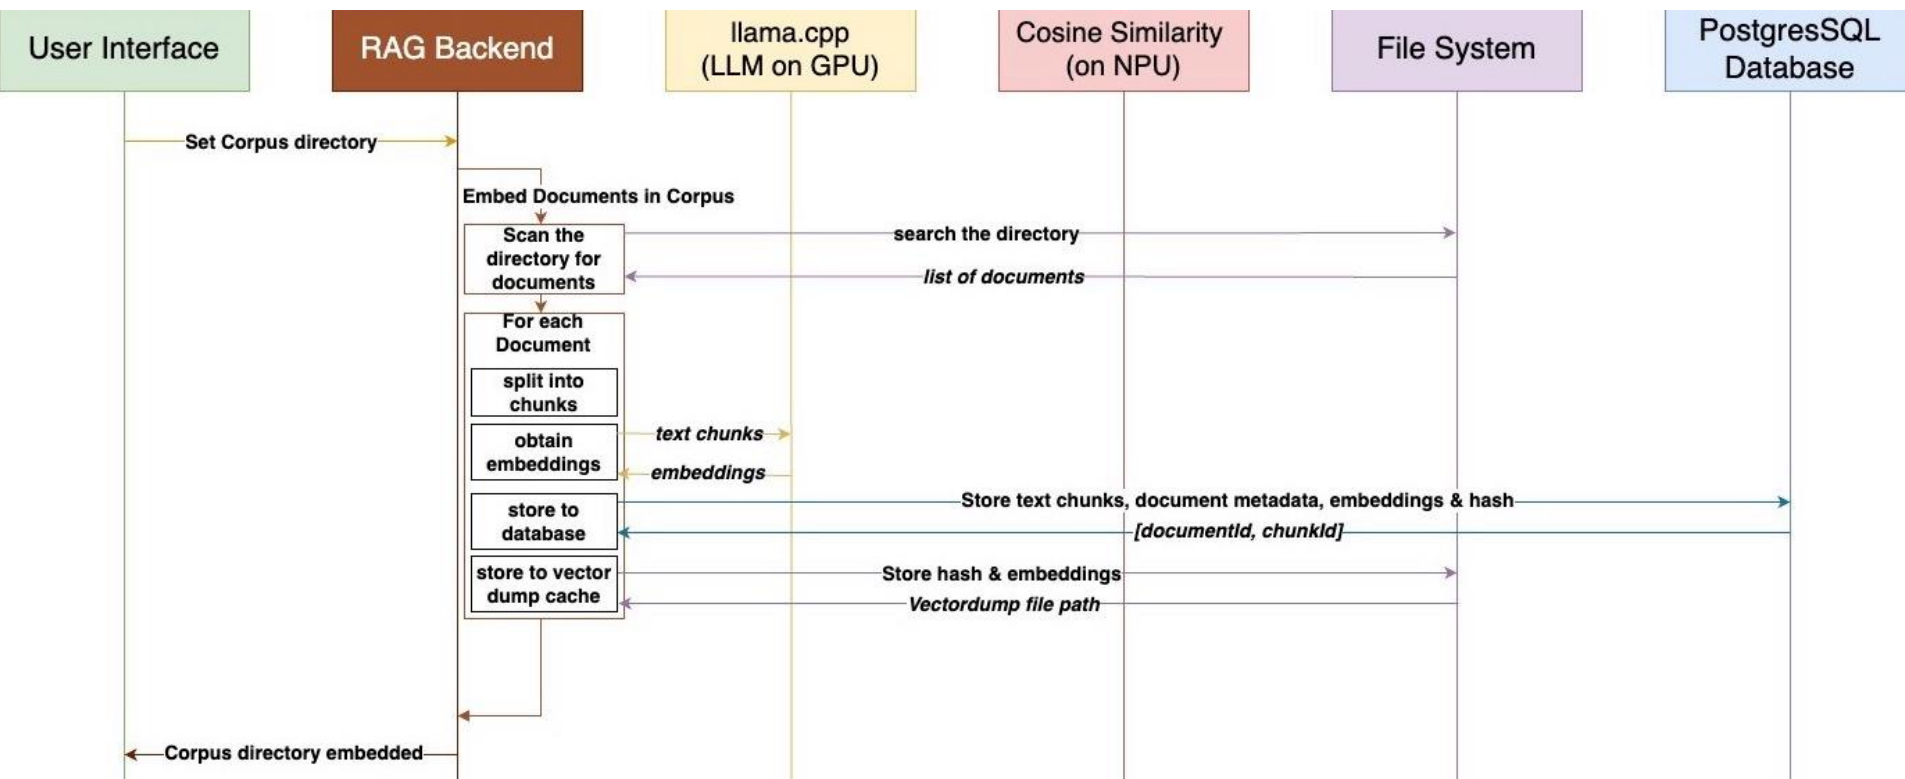 User Interface
RAG Backend
llama.cpp
(LLM on GPU)
Cosine Similarity
(on NPU)
File System
PostgresSQL
Database
Set Corpus directory
Embed Documents in Corpus
Scan the
directory for
documents
search the directory
list of documents
For each
Document
split into
chunks
obtain
embeddings
text chunks
embeddings
store to
database
Store text chunks, document metadata, embeddings & hash
[documentId, chunkId]
store to vector
dump cache
Store hash & embeddings
Vectordump file path
Corpus directory embedded